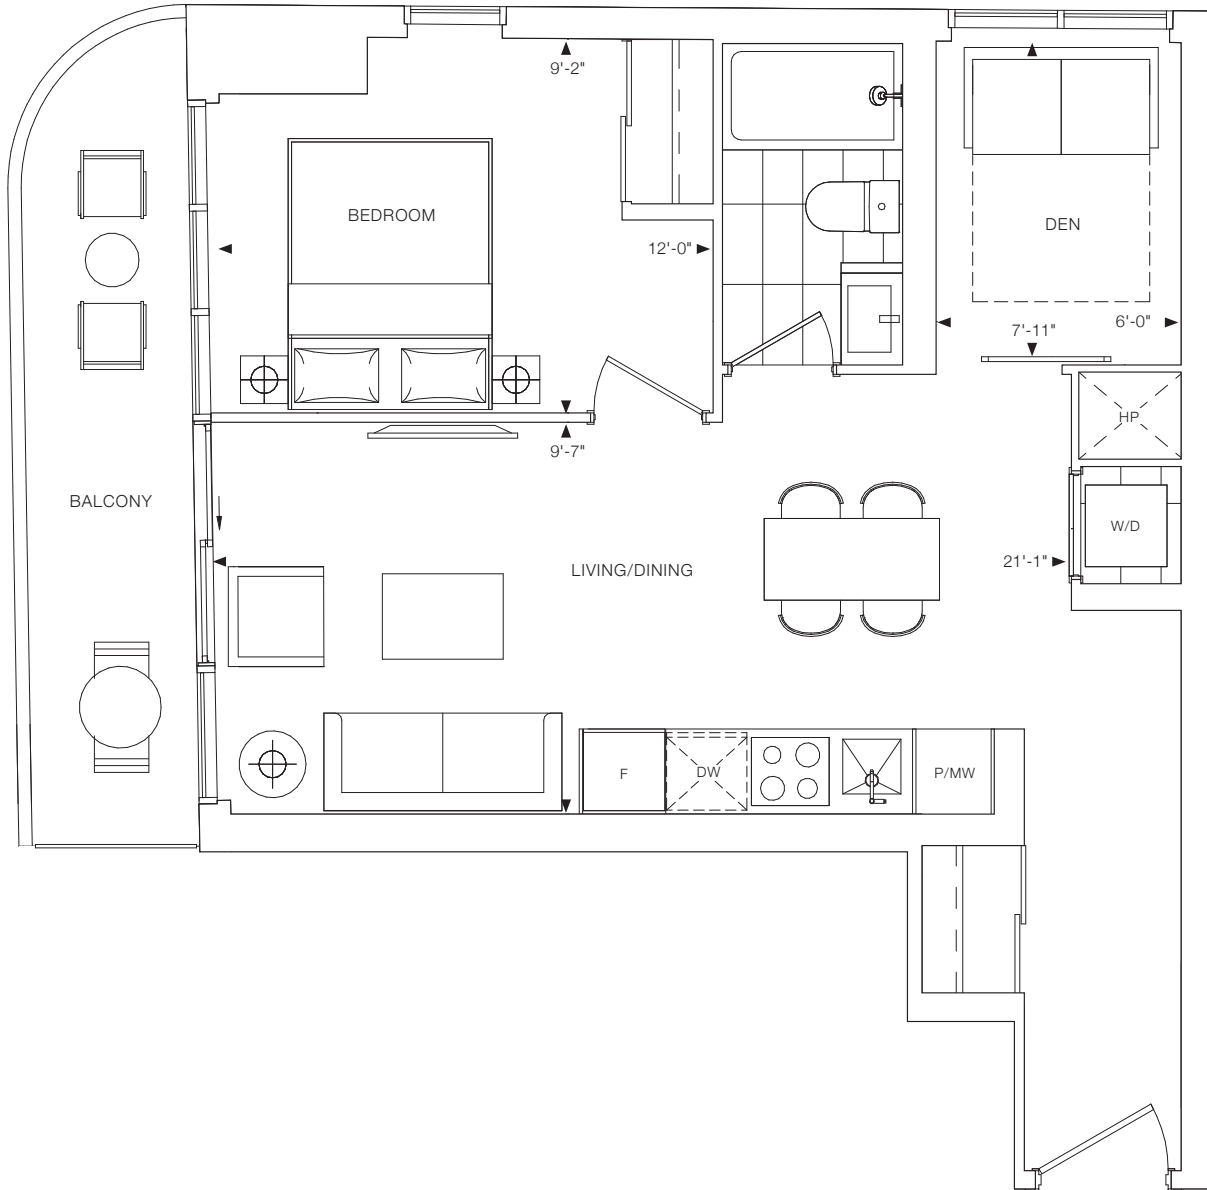 9'-2"
BEDROOM
DEN
12'-0"
7'-11"
6'-0"
HP
9'-7"
BALCONY
W/D
21'-1"
LIVING/DINING
F
DW
P/MW